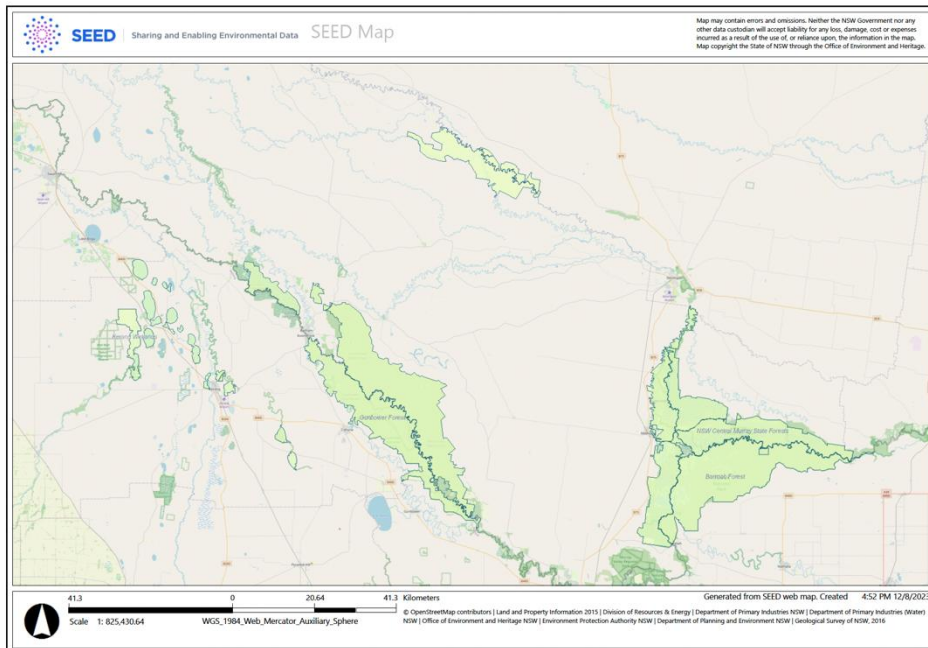 SEED
Sharing and Enabling Environmental Data
SEED Map
Map may contain errors and omissions. Neither the NSW Government nor any
other data custodian will accept liability for any loss, damage, cost or expenses
incurred as a result of the use of, or reliance upon, the information in the map.
Map copyright the State of NSW through the Office of Environment and Heritage.
Kerang Wetlands
Gunbower Forest
NSW Central Murray State Forests
Barmah Forest
41.3 0 20.64 41.3 Kilometers
Scale 1: 825,430.64
WGS_1984_Web_Mercator_Auxiliary_Sphere
Generated from SEED web map. Created 4:52 PM 12/8/2023
© OpenStreetMap contributors | Land and Property Information 2015 | Division of Resources & Energy | Department of Primary Industries NSW | Department of Primary Industries (Water)
NSW | Office of Environment and Heritage NSW | Environment Protection Authority NSW | Department of Planning and Environment NSW | Geological Survey of NSW, 2016